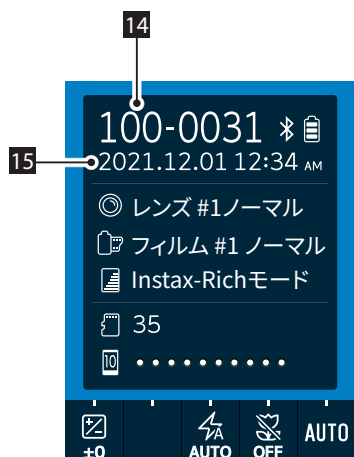 14
100-0031
15
2021.12.01 12:34 AM
レンズ #1ノーマル
フィルム #1 ノーマル
Instax-Richモード
35
10
A
±0
AUTO
OFF
AUTO